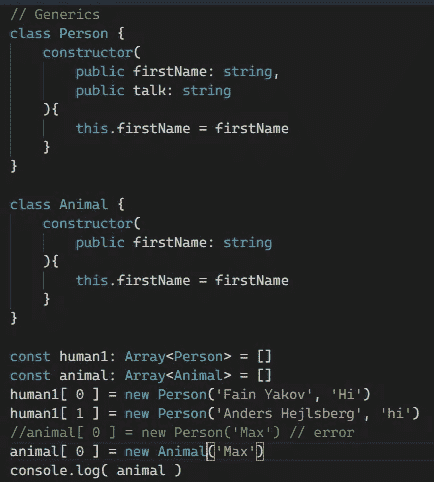 // Generics
class Person {
    constructor(
        public firstName: string,
        public talk: string
    ){
        this.firstName = firstName
    }
}

class Animal {
    constructor(
        public firstName: string
    ){
        this.firstName = firstName
    }
}

const human1: Array<Person> = []
const animal: Array<Animal> = []
human1[ 0 ] = new Person('Fain Yakov', 'Hi')
human1[ 1 ] = new Person('Anders Hejlsberg', 'hi')
//animal[ 0 ] = new Person('Max') // error
animal[ 0 ] = new Animal('Max')
console.log( animal )